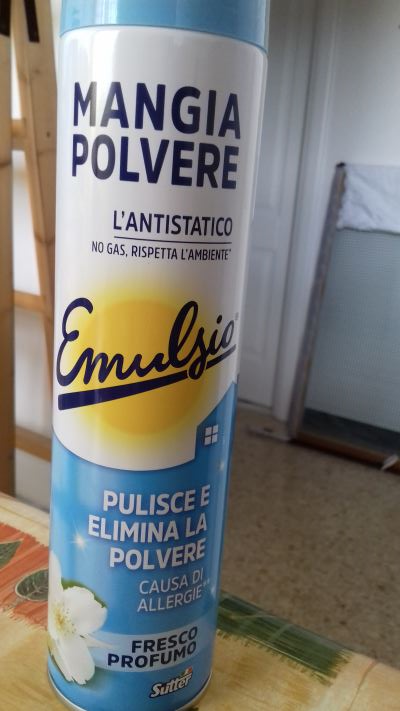 MANGIA
POLVERE
L'ANTISTATICO
NO GAS, RISPETTA L'AMBIENTE*
Emulsio®
PULISCE E
ELIMINA LA
POLVERE
CAUSA DI
ALLERGIE**
FRESCO
PROFUMO
Sutter